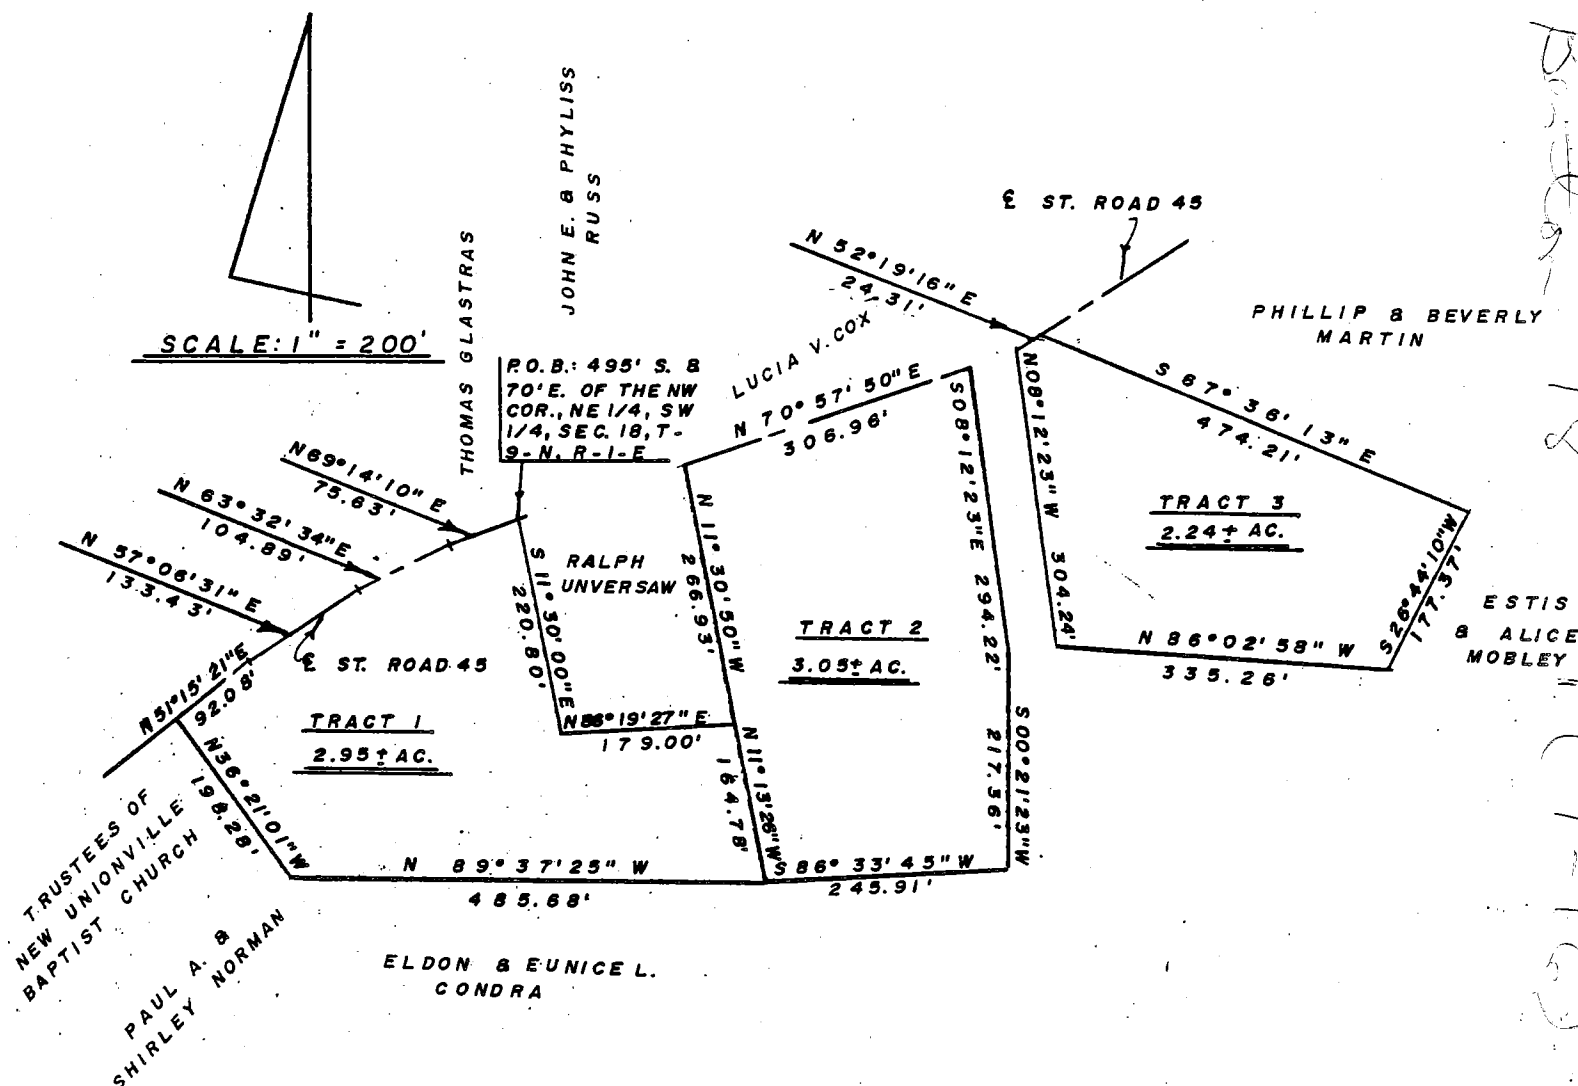 JOHN E. & PHYLISS
RUSS
THOMAS GLASTRAS
SCALE: 1" = 200'
P.O.B.: 495' S. &
70' E. OF THE NW
COR., NE 1/4, SW
1/4, SEC. 18, T-
9-N, R-1-E
LUCIA V. COX
N 52°19'16" E
24.31'
℄ ST. ROAD 45
PHILLIP & BEVERLY
MARTIN
N 69°14'10" E
75.63'
N 63°32'34" E
104.89'
N 57°06'31" E
133.43'
N 51°15'21" E
92.08'
℄ ST. ROAD 45
S 11°30'00" E
220.80'
RALPH
UNVERSAW
N 86°19'27" E
179.00'
N 11°30'50" W
266.93'
N 70°57'50" E
306.96'
S 08°12'23" E 294.22'
S 00°21'23" W
217.36'
TRACT 2
3.05± AC.
N 11°13'26" W
164.78'
S 86°33'45" W
245.91'
TRACT 1
2.95± AC.
N 36°21'01" W
198.28'
N 89°37'25" W
485.68'
N 08°12'23" W 304.24'
S 67°36'13" E
474.21'
TRACT 3
2.24± AC.
S 26°44'10" W
177.37'
N 86°02'58" W
335.26'
ESTIS
& ALICE
MOBLEY
TRUSTEES OF
NEW UNIONVILLE
BAPTIST CHURCH
PAUL A. &
SHIRLEY NORMAN
ELDON & EUNICE L.
CONDRA